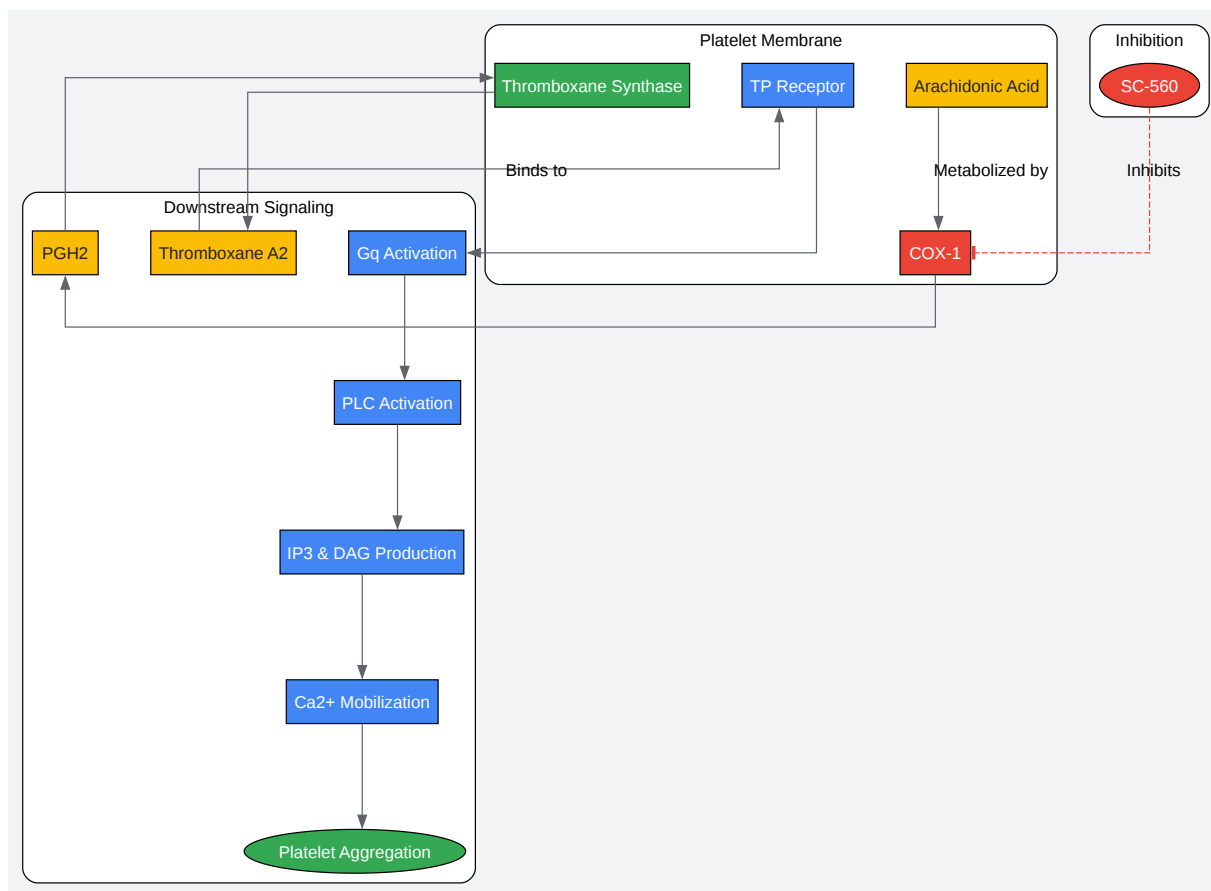 Platelet Membrane
Inhibition
Thromboxane Synthase
TP Receptor
Arachidonic Acid
SC-560
Binds to
Metabolized by
Inhibits
Downstream Signaling
PGH2
Thromboxane A2
Gq Activation
COX-1
PLC Activation
IP3 & DAG Production
Ca2+ Mobilization
Platelet Aggregation